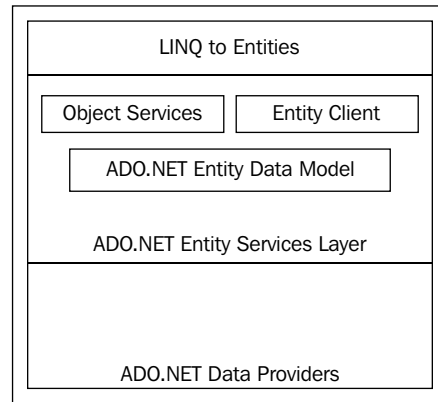 LINQ to Entities
Object Services
Entity Client
ADO.NET Entity Data Model
ADO.NET Entity Services Layer
ADO.NET Data Providers